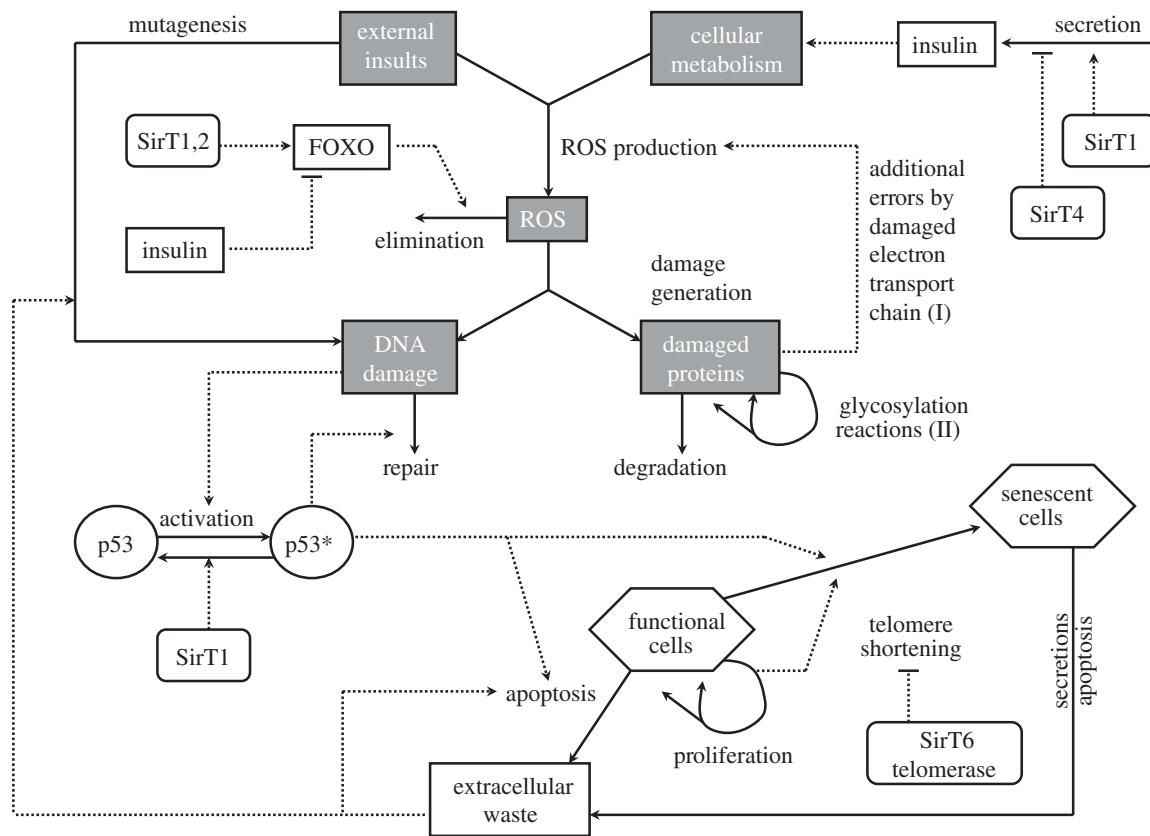 mutagenesis
external
insults
cellular
metabolism
insulin
secretion
SirT1,2
FOXO
ROS production
SirT1
SirT4
additional
errors by
damaged
electron
transport
chain (I)
insulin
elimination
ROS
damage
generation
DNA
damage
damaged
proteins
glycosylation
reactions (II)
repair
degradation
p53
activation
p53*
SirT1
senescent
cells
functional
cells
telomere
shortening
secretions
apoptosis
apoptosis
proliferation
SirT6
telomerase
extracellular
waste